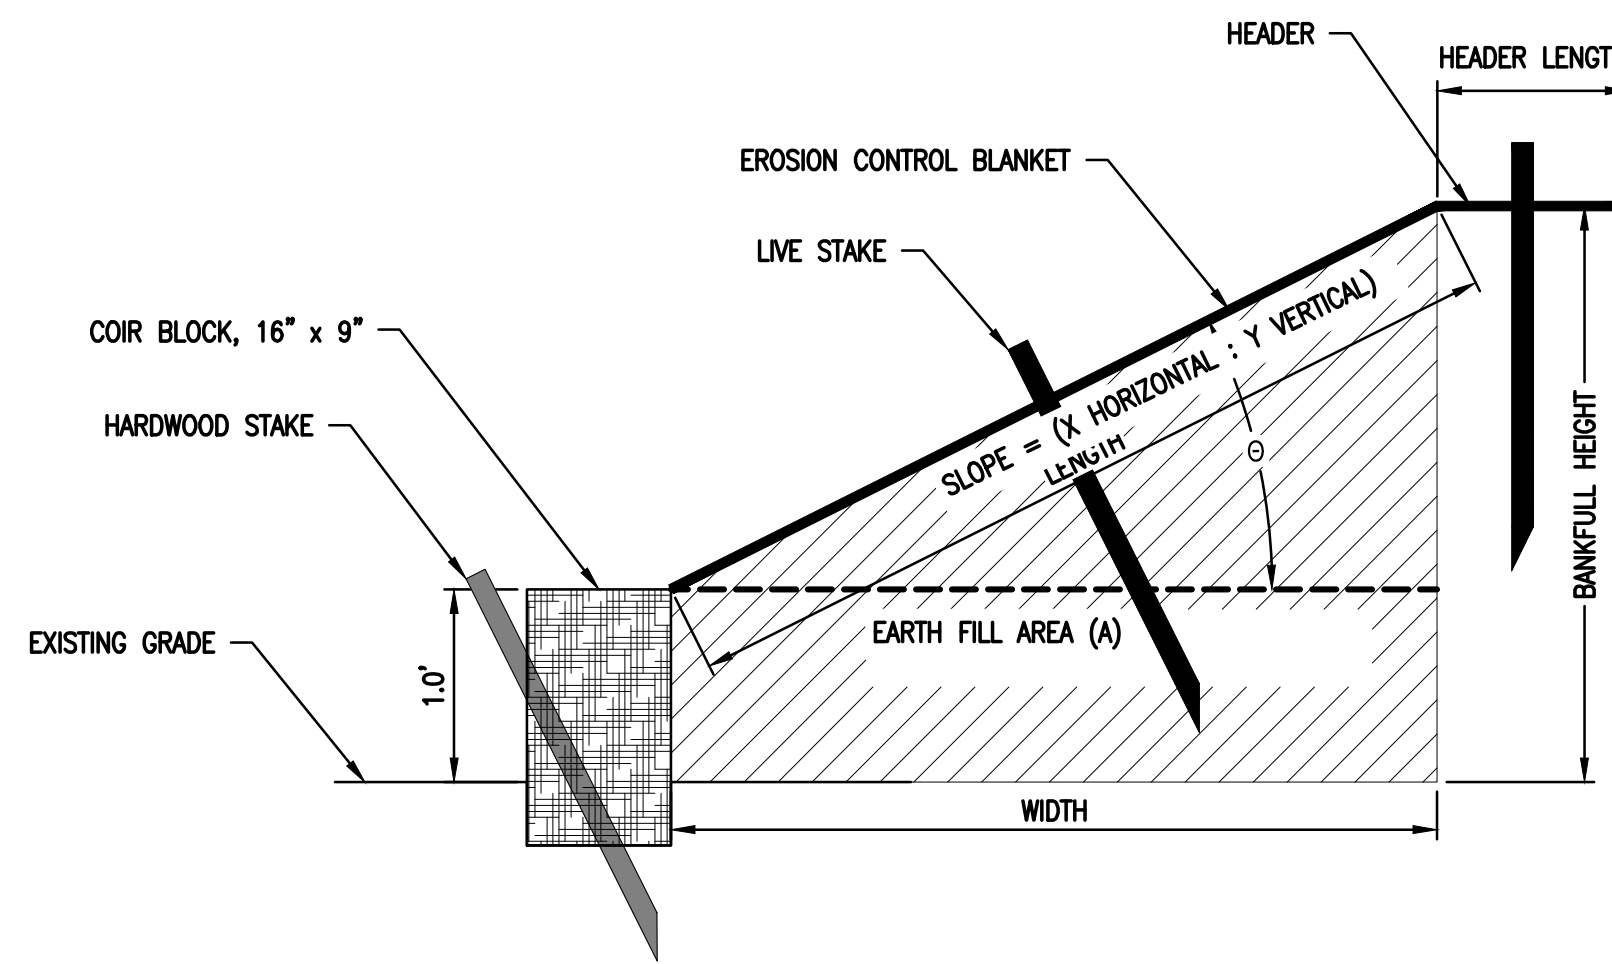 HEADER
HEADER LENGT
EROSION CONTROL BLANKET
LIVE STAKE
COIR BLOCK, 16" x 9"
HARDWOOD STAKE
SLOPE = (X HORIZONTAL : Y VERTICAL)
LENGTH
Θ
BANKFULL HEIGHT
EXISTING GRADE
1.0'
EARTH FILL AREA (A)
WIDTH